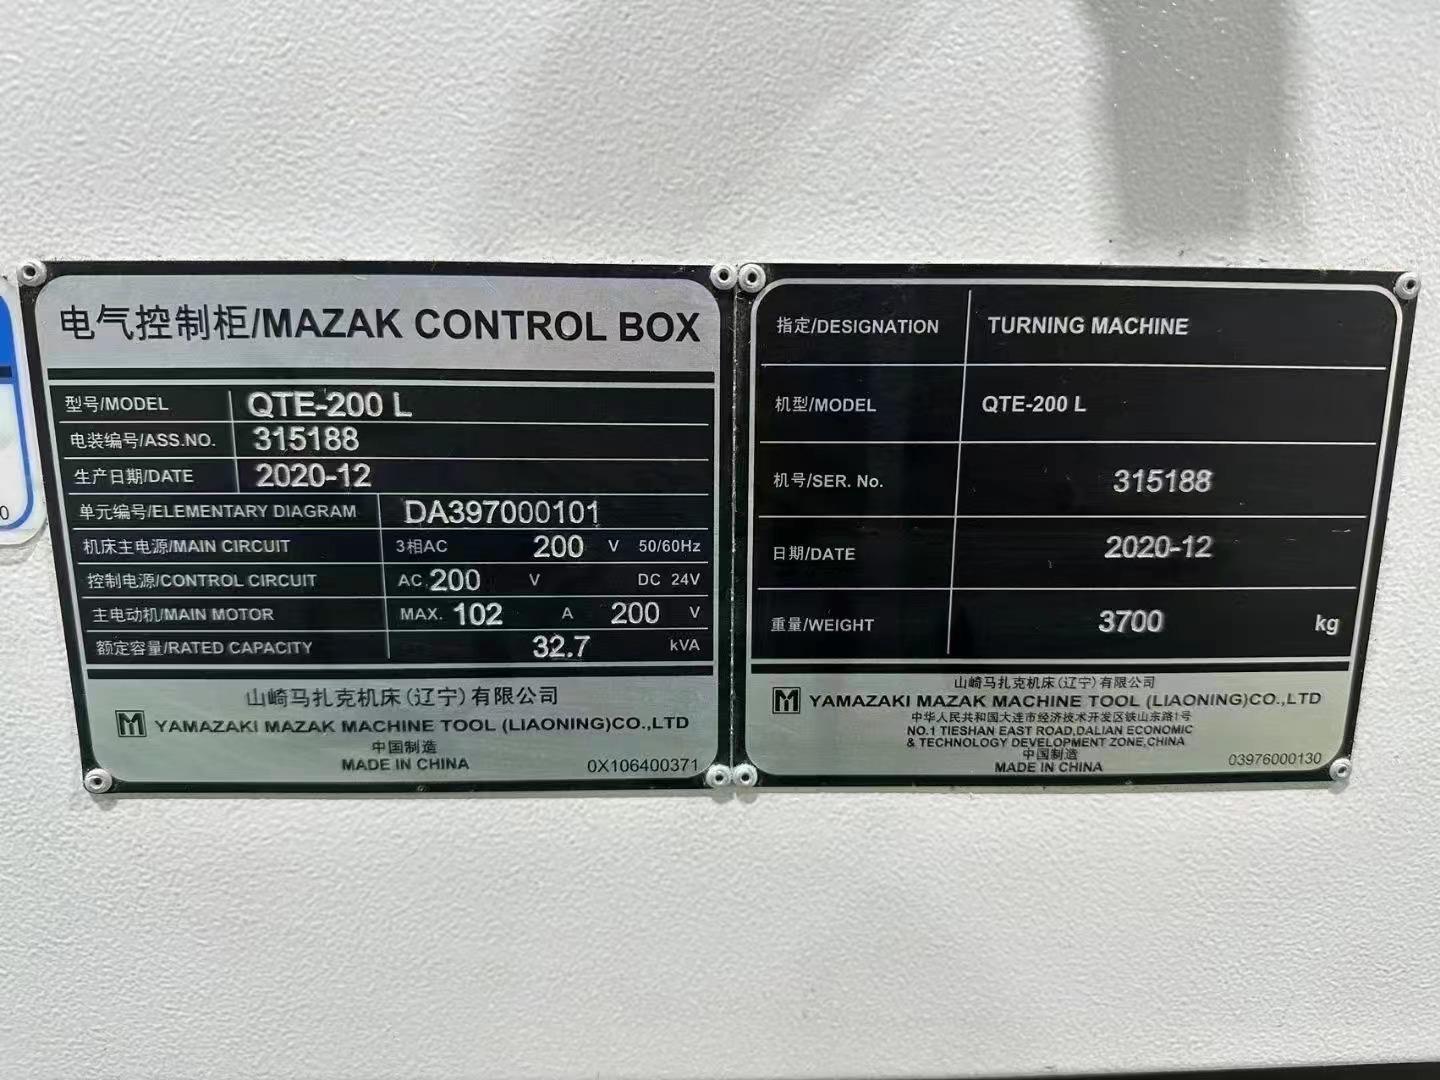 电气控制柜/MAZAK CONTROL BOX
型号/MODEL QTE-200 L
电装编号/ASS.NO. 315188
生产日期/DATE 2020-12
单元编号/ELEMENTARY DIAGRAM DA397000101
机床主电源/MAIN CIRCUIT 3相AC 200 V 50/60Hz
控制电源/CONTROL CIRCUIT AC.200 V DC 24V
主电动机/MAIN MOTOR MAX. 102 A 200 V
额定容量/RATED CAPACITY 32.7 kVA
山崎马扎克机床(辽宁)有限公司
YAMAZAKI MAZAK MACHINE TOOL (LIAONING)CO.,LTD
中国制造
MADE IN CHINA 0X106400371
指定/DESIGNATION TURNING MACHINE
机型/MODEL QTE-200 L
机号/SER. No. 315188
日期/DATE 2020-12
重量/WEIGHT 3700 kg
山崎马扎克机床(辽宁)有限公司
YAMAZAKI MAZAK MACHINE TOOL (LIAONING)CO.,LTD
中华人民共和国大连市经济技术开发区铁山东路1号
NO.1 TIESHAN EAST ROAD,DALIAN ECONOMIC
& TECHNOLOGY DEVELOPMENT ZONE,CHINA
中国制造
MADE IN CHINA 03976000130
0